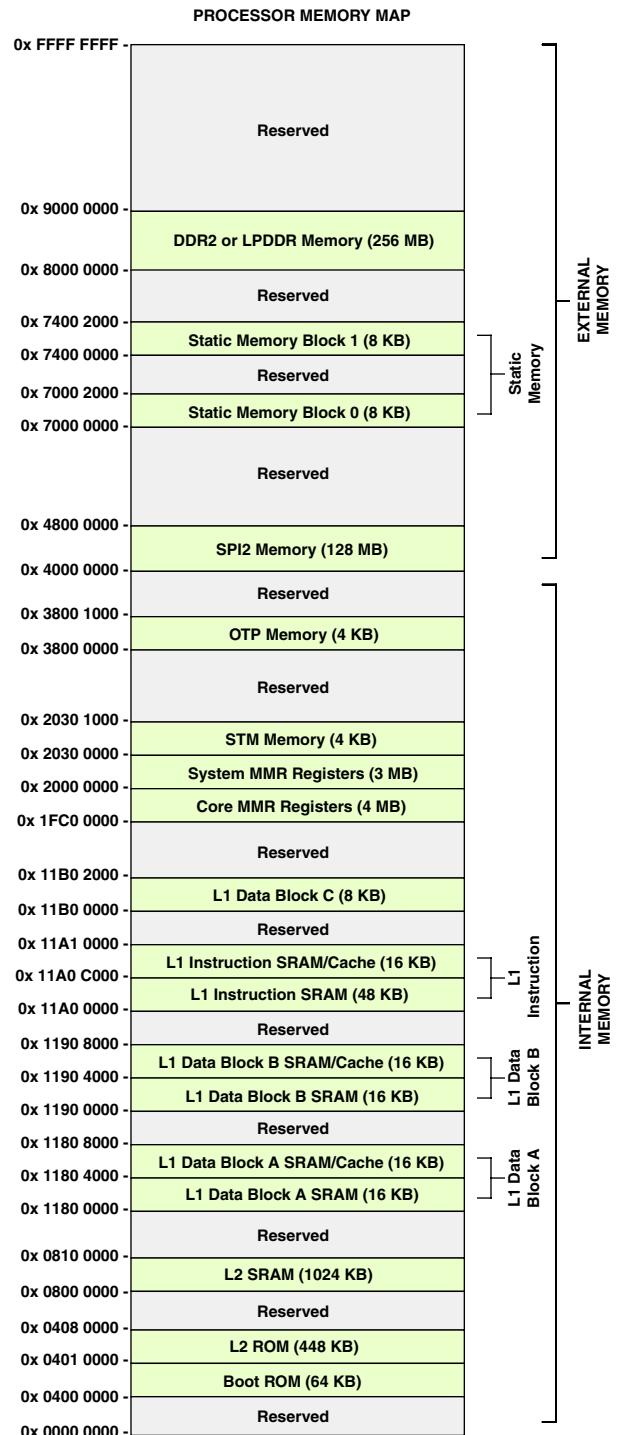 PROCESSOR MEMORY MAP
0x FFFF FFFF -
Reserved
0x 9000 0000 -
DDR2 or LPDDR Memory (256 MB)
0x 8000 0000 -
Reserved
0x 7400 2000 -
Static Memory Block 1 (8 KB)
0x 7400 0000 -
Reserved
0x 7000 2000 -
Static Memory Block 0 (8 KB)
0x 7000 0000 -
Static
Memory
Reserved
0x 4800 0000 -
SPI2 Memory (128 MB)
0x 4000 0000 -
EXTERNAL
MEMORY
Reserved
0x 3800 1000 -
OTP Memory (4 KB)
0x 3800 0000 -
Reserved
0x 2030 1000 -
STM Memory (4 KB)
0x 2030 0000 -
System MMR Registers (3 MB)
0x 2000 0000 -
Core MMR Registers (4 MB)
0x 1FC0 0000 -
Reserved
0x 11B0 2000 -
L1 Data Block C (8 KB)
0x 11B0 0000 -
Reserved
0x 11A1 0000 -
L1 Instruction SRAM/Cache (16 KB)
0x 11A0 C000 -
L1 Instruction SRAM (48 KB)
0x 11A0 0000 -
L1
Instruction
Reserved
0x 1190 8000 -
L1 Data Block B SRAM/Cache (16 KB)
0x 1190 4000 -
L1 Data Block B SRAM (16 KB)
0x 1190 0000 -
L1 Data
Block B
Reserved
0x 1180 8000 -
L1 Data Block A SRAM/Cache (16 KB)
0x 1180 4000 -
L1 Data Block A SRAM (16 KB)
0x 1180 0000 -
L1 Data
Block A
Reserved
0x 0810 0000 -
L2 SRAM (1024 KB)
0x 0800 0000 -
Reserved
0x 0408 0000 -
L2 ROM (448 KB)
0x 0401 0000 -
Boot ROM (64 KB)
0x 0400 0000 -
Reserved
0x 0000 0000 -
INTERNAL
MEMORY